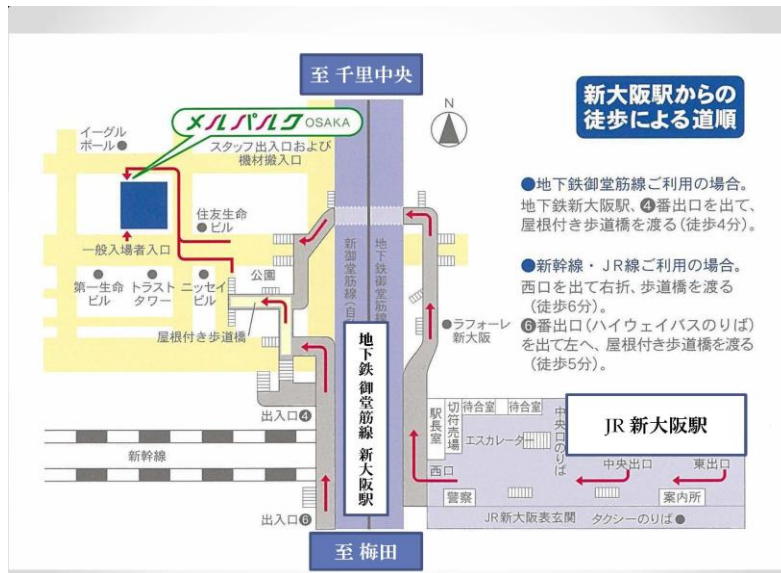 至 千里中央
新大阪駅からの
徒歩による道順
N
メルパルク OSAKA
イーグル
ポール●
スタッフ出入口および
機材搬入口
住友生命
●ビル
一般入場者入口
第一生命
ビル
トラスト
タワー
ニッセイ
ビル
公園
屋根付き歩道橋
新御堂筋線(自動
地下鉄御堂筋線
地下鉄 御堂筋線 新大阪駅
●ラフォーレ
新大阪
●地下鉄御堂筋線ご利用の場合。
地下鉄新大阪駅、❹番出口を出て、
屋根付き歩道橋を渡る(徒歩4分)。
●新幹線・JR線ご利用の場合。
西口を出て右折、歩道橋を渡る
(徒歩6分)。
❻番出口(ハイウェイバスのりば)
を出て左へ、屋根付き歩道橋を渡る
(徒歩5分)。
出入口❹
新幹線
出入口❻
駅長室
切符売場
待合室
待合室
エスカレーター
中央口のりば
JR 新大阪駅
西口
中央出口
東出口
警察
案内所
JR新大阪表玄関
タクシーのりば●
至 梅田